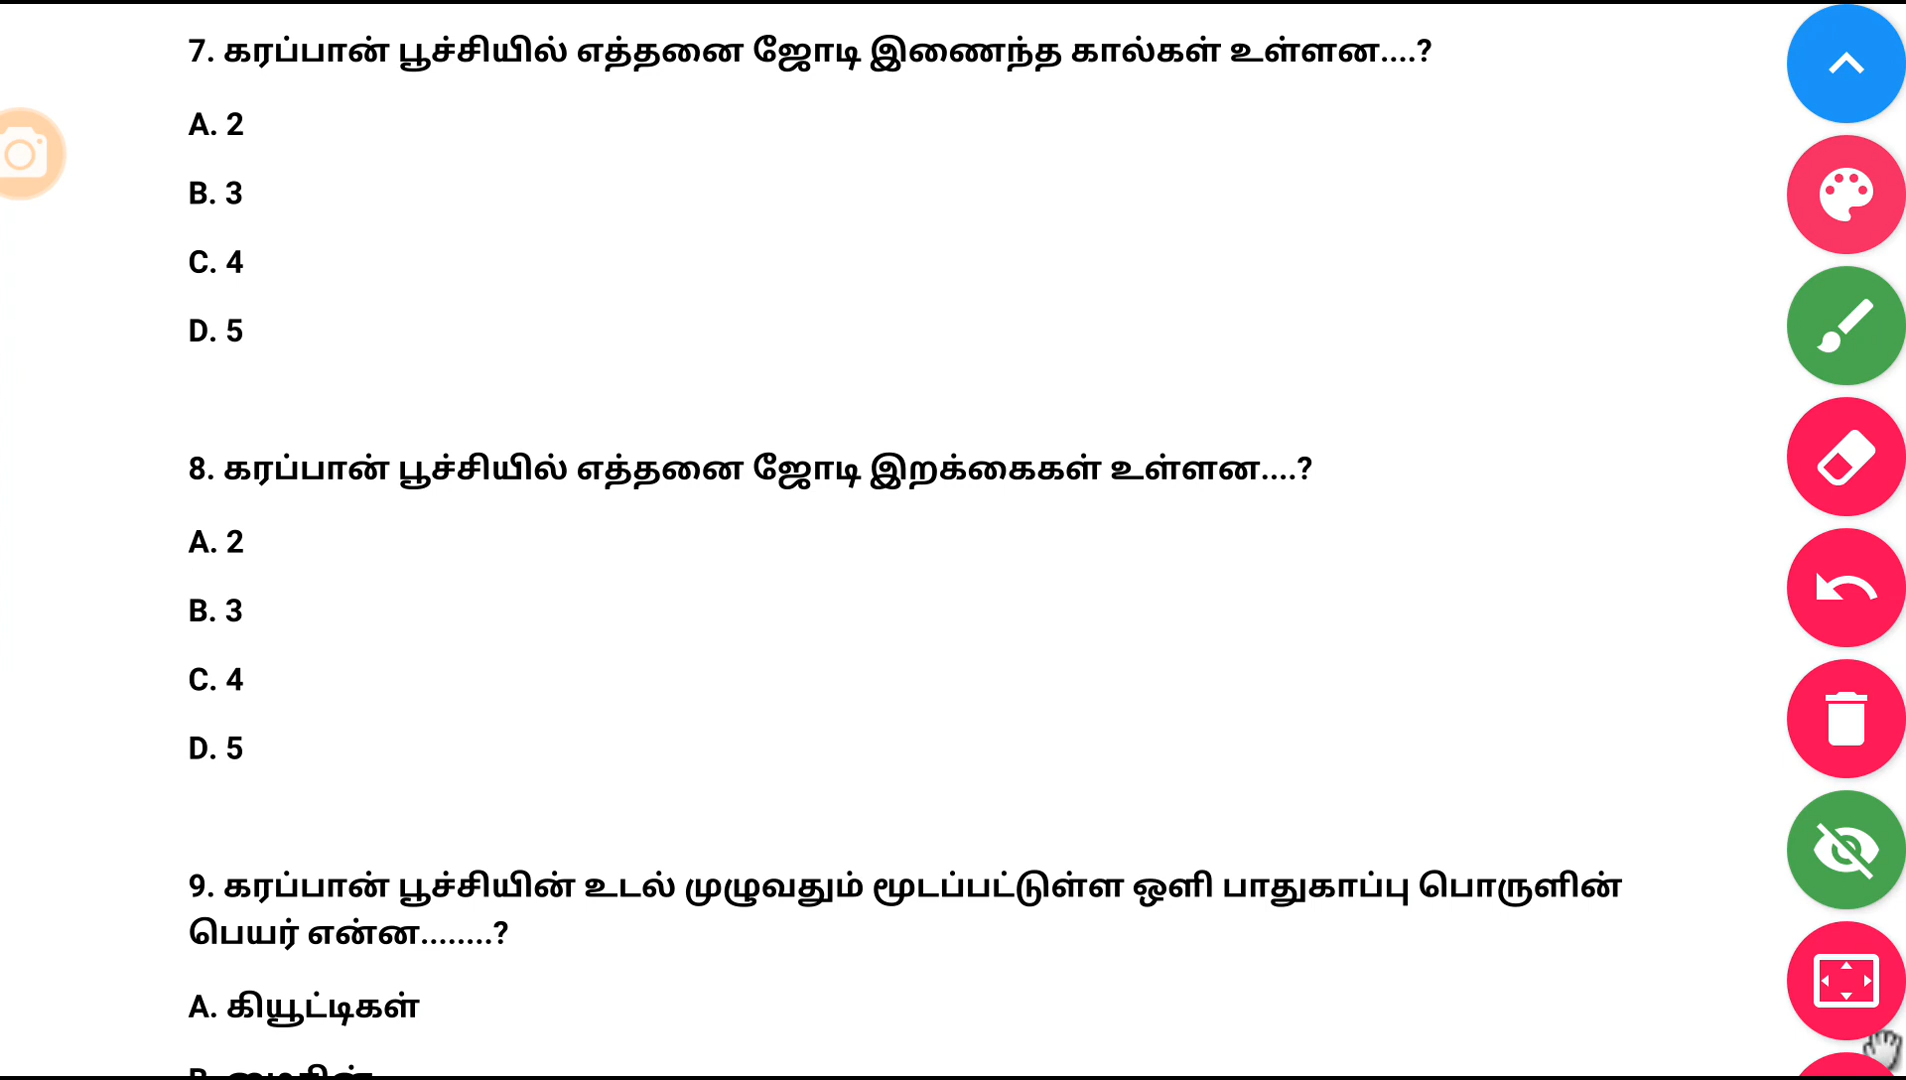 7. கரப்பான் பூச்சியில் எத்தனை ஜோடி இணைந்த கால்கள் உள்ளன....?
A. 2
B. 3
C. 4
D. 5
8. கரப்பான் பூச்சியில் எத்தனை ஜோடி இறக்கைகள் உள்ளன....?
A. 2
B. 3
C. 4
D. 5
9. கரப்பான் பூச்சியின் உடல் முழுவதும் மூடப்பட்டுள்ள ஒளி பாதுகாப்பு பொருளின்
பெயர் என்ன........?
A. கியூட்டிகள்